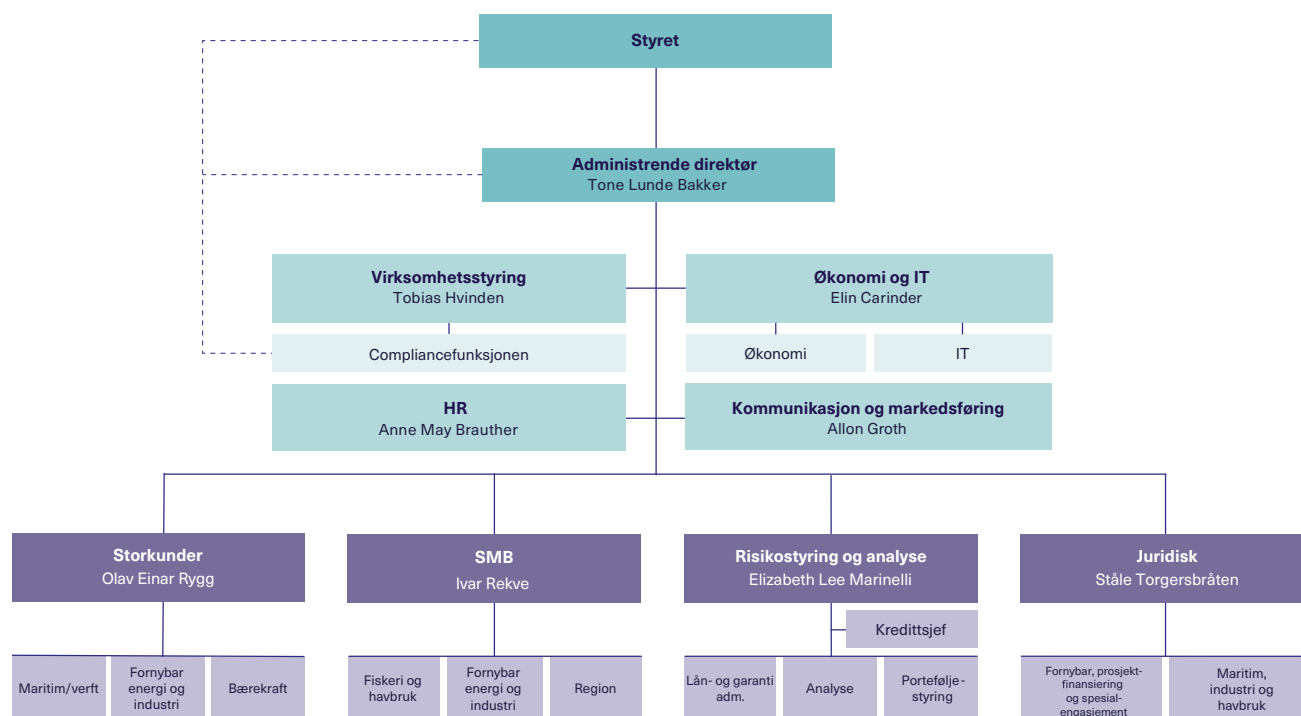 Styret
Administrende direktør
Tone Lunde Bakker
Virksomhetsstyring
Tobias Hvinden
Økonomi og IT
Elin Carinder
Compliancefunksjonen
Økonomi
IT
HR
Anne May Brauther
Kommunikasjon og markedsføring
Allon Groth
Storkunder
Olav Einar Rygg
SMB
Ivar Rekve
Risikostyring og analyse
Elizabeth Lee Marinelli
Juridisk
Ståle Torgersbråten
Kredittsjef
Maritim/verft
Fornybar
energi og
industri
Bærekraft
Fiskeri og
havbruk
Fornybar
energi og
industri
Region
Lån- og garanti
adm.
Analyse
Portefølje-
styring
Fornybar, prosjekt-
finansiering
og spesial-
engasjement
Maritim,
industri og
havbruk